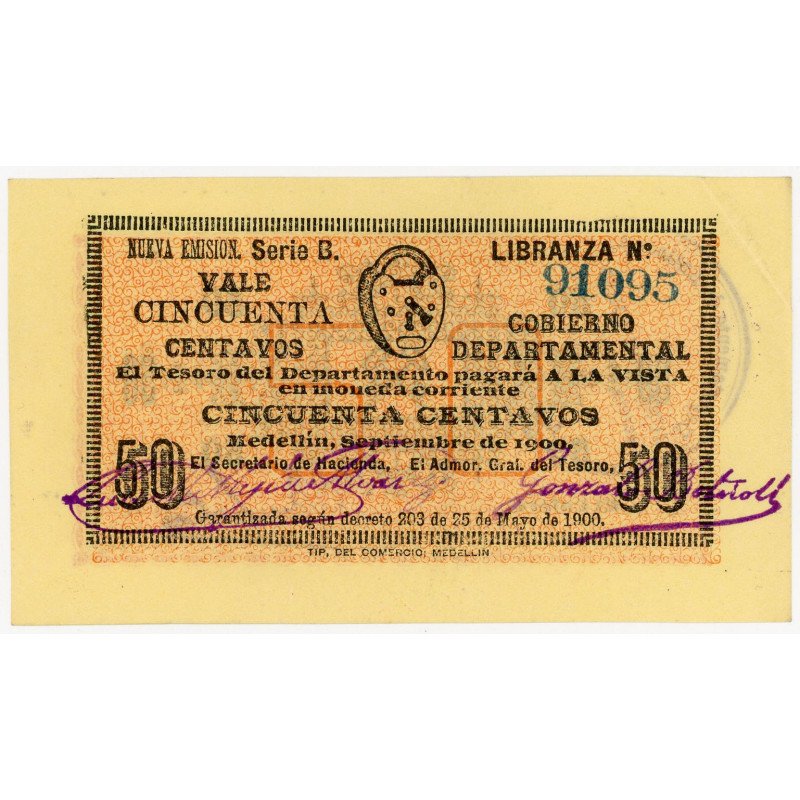 NUEVA EMISION. Serie B.
LIBRANZA Nº
91095
VALE
CINCUENTA
CENTAVOS
GOBIERNO
DEPARTAMENTAL
El Tesoro del Departamento pagará A LA VISTA
en moneda corriente
CINCUENTA CENTAVOS
Medellín, Septiembre de 1900,
50 El Secretario de Hacienda, El Admor. Gral. del Tesoro, 50
Garantizada según decreto 203 de 25 de Mayo de 1900.
TIP. DEL COMERCIO; MEDELLIN